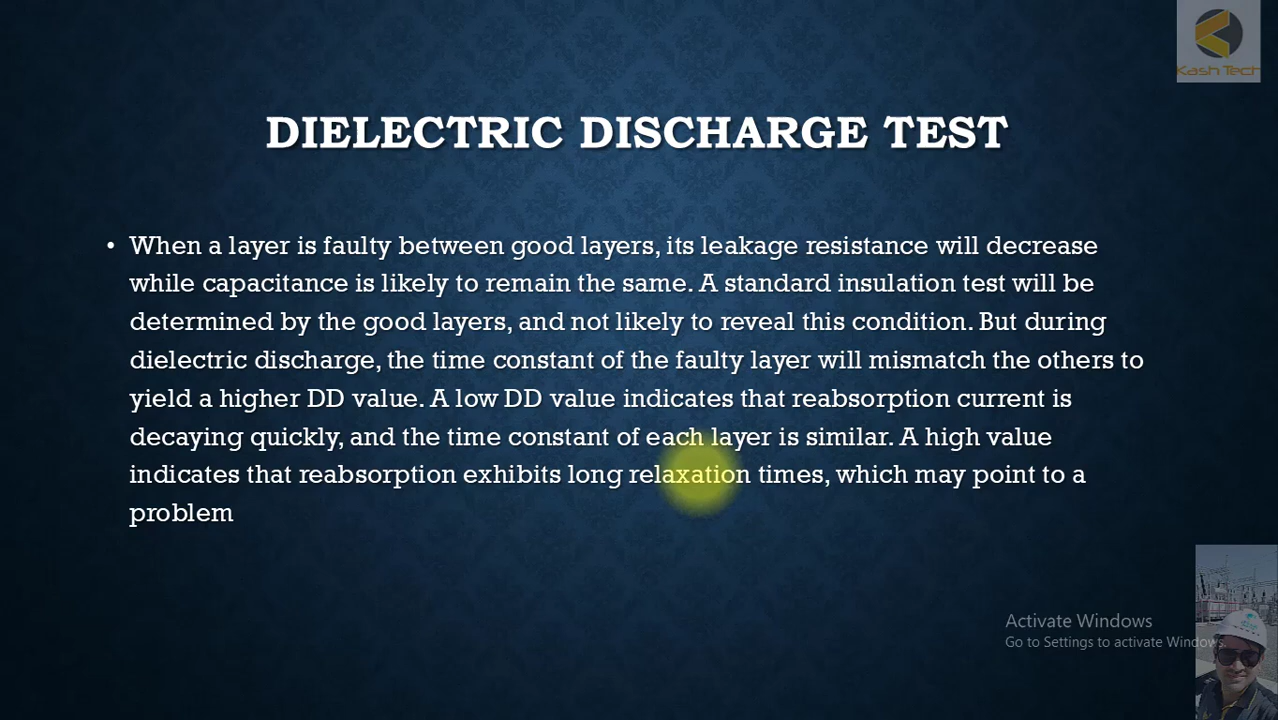 Kash Tech
DIELECTRIC DISCHARGE TEST
• When a layer is faulty between good layers, its leakage resistance will decrease
while capacitance is likely to remain the same. A standard insulation test will be
determined by the good layers, and not likely to reveal this condition. But during
dielectric discharge, the time constant of the faulty layer will mismatch the others to
yield a higher DD value. A low DD value indicates that reabsorption current is
decaying quickly, and the time constant of each layer is similar. A high value
indicates that reabsorption exhibits long relaxation times, which may point to a
problem
Activate Windows
Go to Settings to activate Windows.